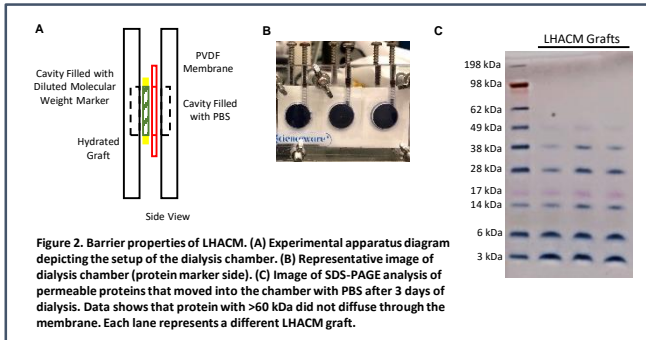 A
Cavity Filled with
Diluted Molecular
Weight Marker
Hydrated
Graft
PVDF
Membrane
Cavity Filled
with PBS
Side View
B
cienceware
C
LHACM Grafts
198 kDa
98 kDa
62 kDa
49 kDa
38 kDa
28 kDa
17 kDa
14 kDa
6 kDa
3 kDa
Figure 2. Barrier properties of LHACM. (A) Experimental apparatus diagram
depicting the setup of the dialysis chamber. (B) Representative image of
dialysis chamber (protein marker side). (C) Image of SDS-PAGE analysis of
permeable proteins that moved into the chamber with PBS after 3 days of
dialysis. Data shows that protein with >60 kDa did not diffuse through the
membrane. Each lane represents a different LHACM graft.